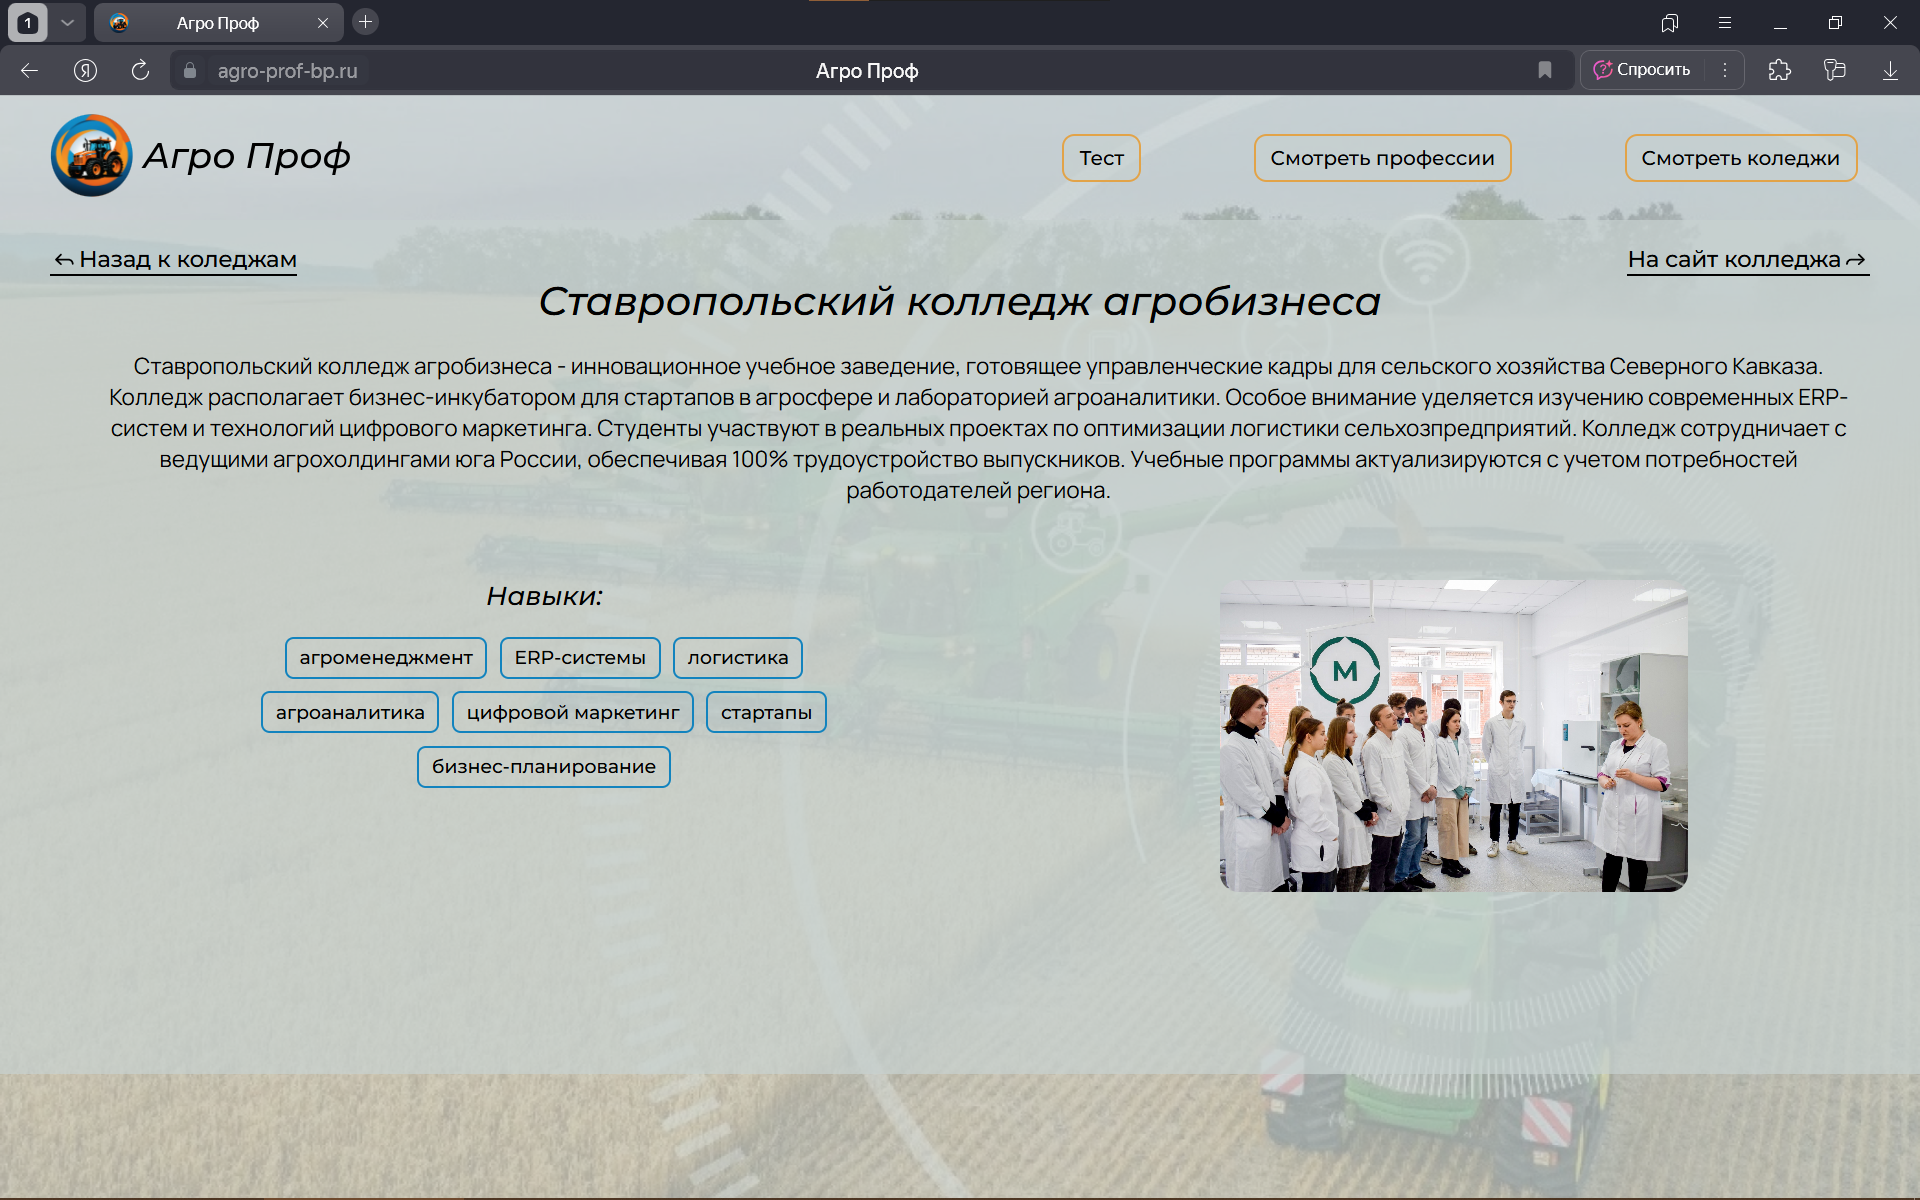 1
Агро Проф
agro-prof-bp.ru
Агро Проф
Спросить
Агро Проф
Тест
Смотреть профессии
Смотреть коледжи
Назад к коледжам
На сайт колледжа
Ставропольский колледж агробизнеса
Ставропольский колледж агробизнеса - инновационное учебное заведение, готовящее управленческие кадры для сельского хозяйства Северного Кавказа.
Колледж располагает бизнес-инкубатором для стартапов в агросфере и лабораторией агроаналитики. Особое внимание уделяется изучению современных ERP-
систем и технологий цифрового маркетинга. Студенты участвуют в реальных проектах по оптимизации логистики сельхозпредприятий. Колледж сотрудничает с
ведущими агрохолдингами юга России, обеспечивая 100% трудоустройство выпускников. Учебные программы актуализируются с учетом потребностей
работодателей региона.
Навыки:
агроменеджмент ERP-системы логистика
агроаналитика цифровой маркетинг стартапы
бизнес-планирование
М